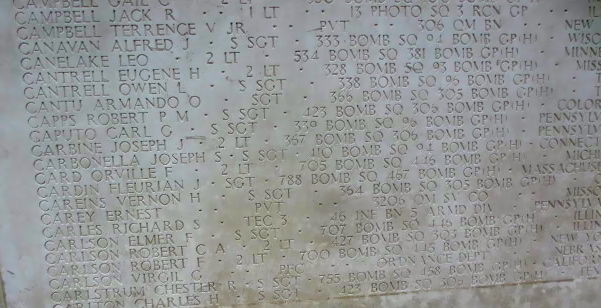 CAMPBELL JACK R · 1 LT · 13 PHOTO SQ 3 RCN GP
CAMPBELL TERRENCE V JR · PVT · 306 QM BN · NEW
CANAVAN ALFRED J · S SGT · 333 BOMB SQ 94 BOMB GP(H)
CANELAKE LEO · 2 LT · 534 BOMB SQ 381 BOMB GP(H) · MINNE
CANTRELL EUGENE H · 2 LT · 328 BOMB SQ 93 BOMB GP(H) · MISS
CANTRELL OWEN L · S SGT · 338 BOMB SQ 96 BOMB GP(H)
CANTU ARMANDO O · SGT · 366 BOMB SQ 305 BOMB GP(H)
CAPPS ROBERT P M · S SGT · 423 BOMB SQ 306 BOMB GP(H) · COLOR
CAPUTO CARL G · S SGT · 339 BOMB SQ 96 BOMB GP(H) · PENNSYLV
CARBINE JOSEPH J · 2 LT · 367 BOMB SQ 306 BOMB GP(H) · PENNSYLV
CARBONELLA JOSEPH S · S SGT · 410 BOMB SQ 94 BOMB GP(H) · CONNECT
CARD ORVILLE F · 2 LT · 705 BOMB SQ 446 BOMB GP(H) · MICHI
CARDIN FLEURIAN J · SGT · 788 BOMB SQ 467 BOMB GP(H) · MASSACHUS
CAREINS VERNON H · S SGT · 364 BOMB SQ 305 BOMB GP(H)
CAREY ERNEST · PVT · 3206 QM SV CO · MISSO
CARLES RICHARD S · TEC 3 · 46 INF BN 5 ARMD DIV · PENNSYLV
CARLSON ELMER F · S SGT · 707 BOMB SQ 446 BOMB GP(H) · ILLIN
CARLSON ROBERT C A · 2 LT · 427 BOMB SQ 303 BOMB GP(H) · ILLI
CARLSON ROBERT F · 2 LT · 700 BOMB SQ 445 BOMB GP(H) · NEW YO
CARLSON VIRGIL G · PFC · ORDNANCE DEPT · NEBRAS
CARLSTRUM CHESTER R · S SGT · 755 BOMB SQ 458 BOMB GP(H) · CALIFORN
CHARLES H · S SGT · 423 BOMB SQ 306 BOMB GP(H)